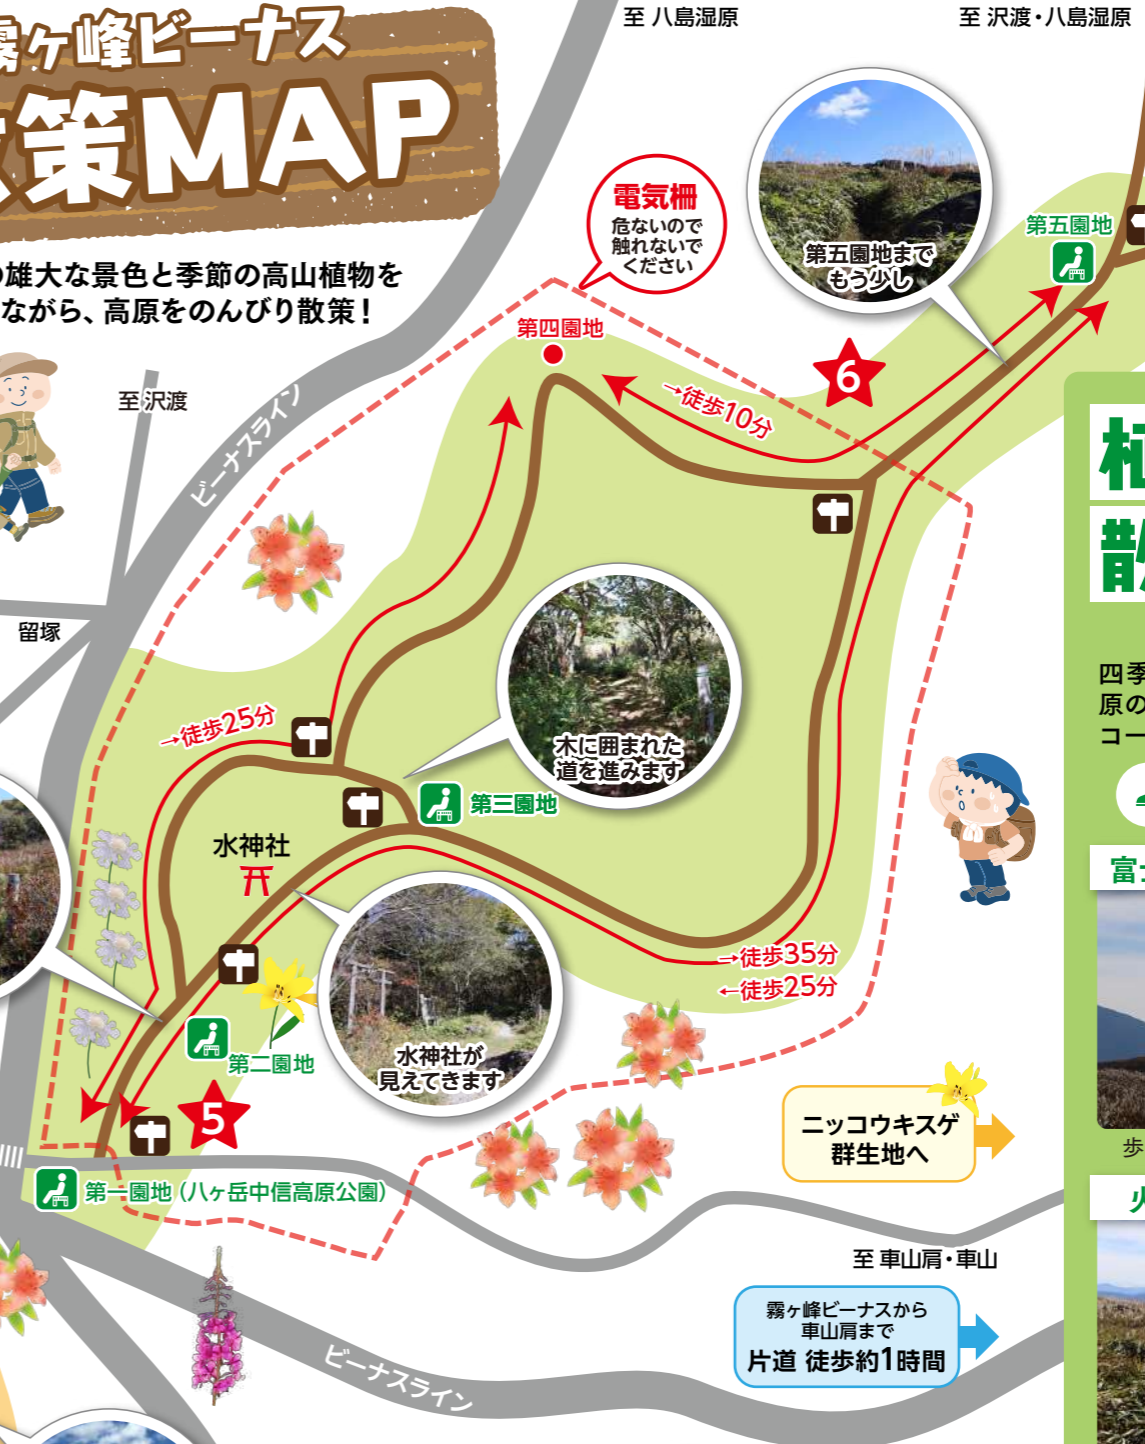 霧ヶ峰ビーナス
策MAP
雄大な景色と季節の高山植物を
ながら、高原をのんびり散策！
至 八島湿原
至 沢渡・八島湿原
電気柵
危ないので
触れないで
ください
第五園地まで
もう少し
第五園地
第四園地
6
→徒歩10分
至 沢渡
ビーナスライン
留塚
→徒歩25分
木に囲まれた
道を進みます
第三園地
水神社
→徒歩35分
←徒歩25分
第二園地
水神社が
見えてきます
5
第一園地（八ヶ岳中信高原公園）
ニッコウキスゲ
群生地へ
至 車山肩・車山
霧ヶ峰ビーナスから
車山肩まで
片道 徒歩約1時間
ビーナスライン
散
四季
原の
コー
富士
歩
火